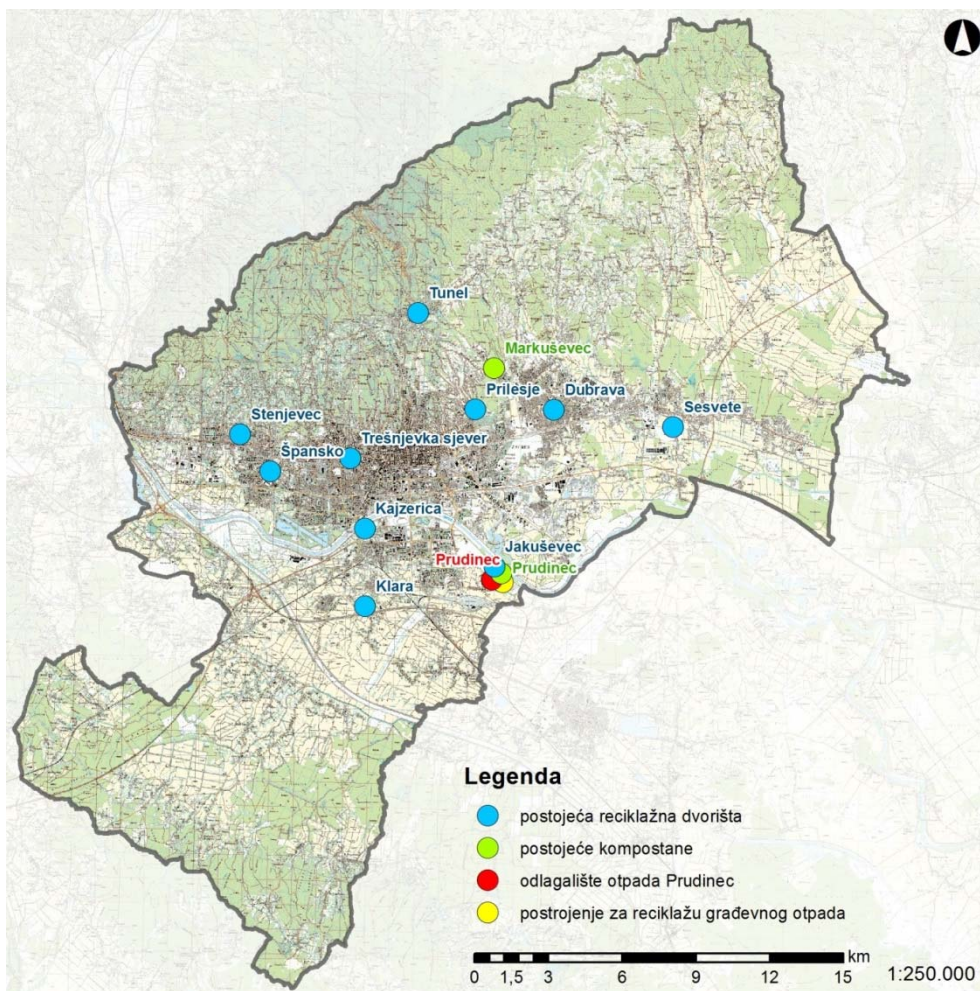 Tunel
Markuševec
Prilesje
Dubrava
Sesvete
Stenjevec
Trešnjevka sjever
Špansko
Kajzerica
Jakuševec
Prudinec
Prudinec
Klara
Legenda
postojeća reciklažna dvorišta
postojeće kompostane
odlagalište otpada Prudinec
postrojenje za reciklažu građevnog otpada
km
0 1,5 3 6 9 12 15
1:250.000